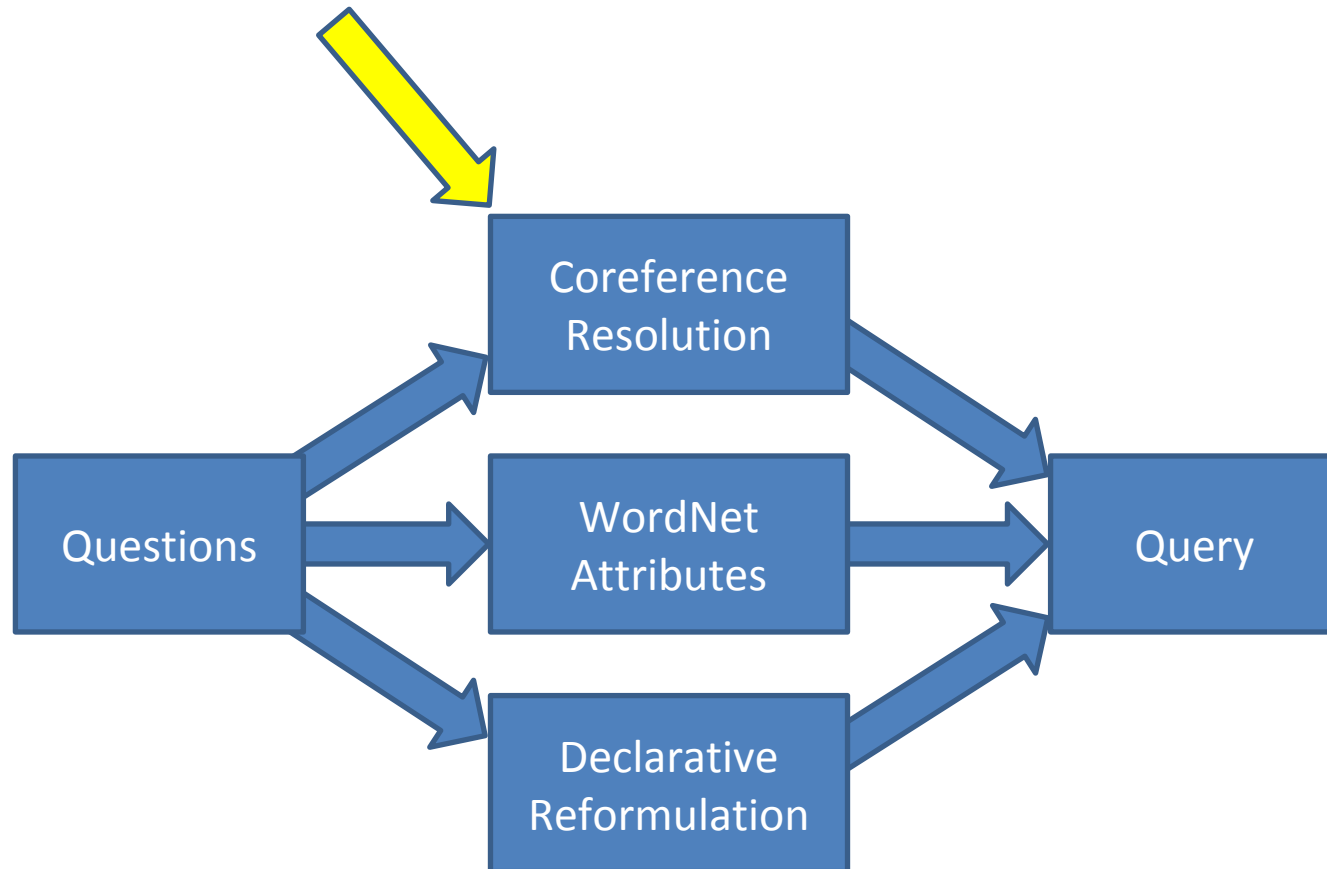 Coreference
Resolution
Questions
WordNet
Attributes
Query
Declarative
Reformulation